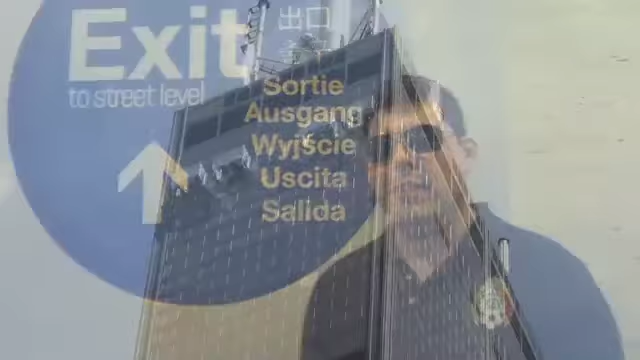 Exit
to street level
出口
Sortie
Ausgang
Wyjście
Uscita
Salida